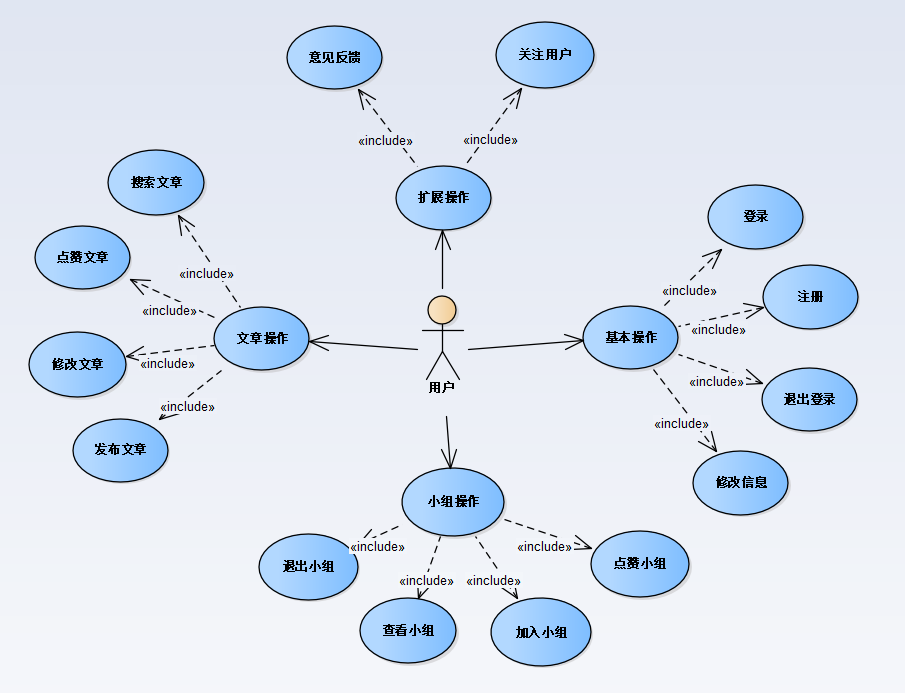 意见反馈
关注用户
«include»
«include»
搜索文章
扩展操作
登录
点赞文章
«include»
«include»
注册
«include»
«include»
文章操作
基本操作
修改文章
«include»
«include»
用户
退出登录
«include»
«include»
发布文章
修改信息
小组操作
«include»
«include»
退出小组
点赞小组
«include»
«include»
查看小组
加入小组